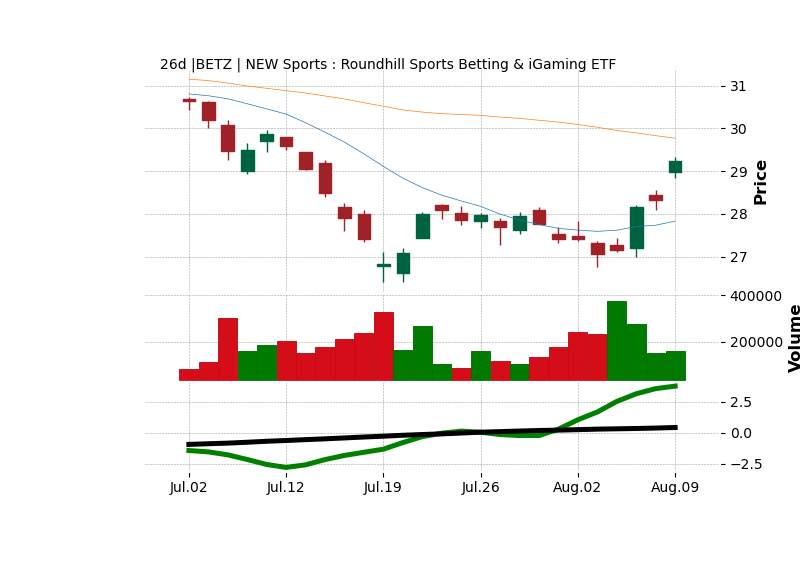 26d |BETZ | NEW Sports : Roundhill Sports Betting & iGaming ETF
31
30
29
28
27
Price
400000
200000
Volume
2.5
0.0
−2.5
Jul.02
Jul.12
Jul.19
Jul.26
Aug.02
Aug.09